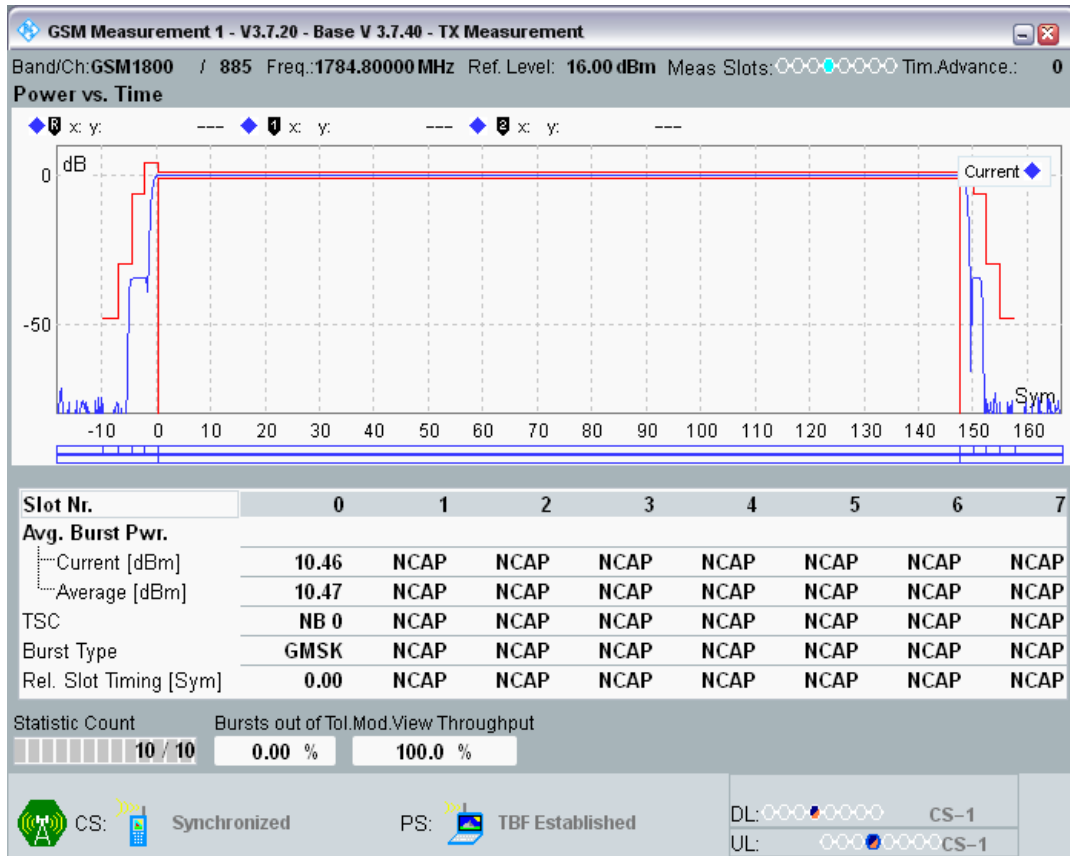 GSM Measurement 1 - V3.7.20 - Base V 3.7.40 - TX Measurement
Band/Ch:GSM1800 / 885 Freq.:1784.80000 MHz Ref. Level: 16.00 dBm Meas Slots: Tim.Advance.: 0
Power vs. Time
R x: y: --- 1 x: y: --- 2 x: y: ---
dB
0
Current
-50
Sym
-10 0 10 20 30 40 50 60 70 80 90 100 110 120 130 140 150 160
Slot Nr. 0 1 2 3 4 5 6 7
Avg. Burst Pwr.
Current [dBm] 10.46 NCAP NCAP NCAP NCAP NCAP NCAP NCAP
Average [dBm] 10.47 NCAP NCAP NCAP NCAP NCAP NCAP NCAP
TSC NB 0 NCAP NCAP NCAP NCAP NCAP NCAP NCAP
Burst Type GMSK NCAP NCAP NCAP NCAP NCAP NCAP NCAP
Rel. Slot Timing [Sym] 0.00 NCAP NCAP NCAP NCAP NCAP NCAP NCAP
Statistic Count Bursts out of Tol.Mod.View Throughput
10 / 10 0.00 % 100.0 %
CS: Synchronized PS: TBF Established
DL: CS-1
UL: CS-1